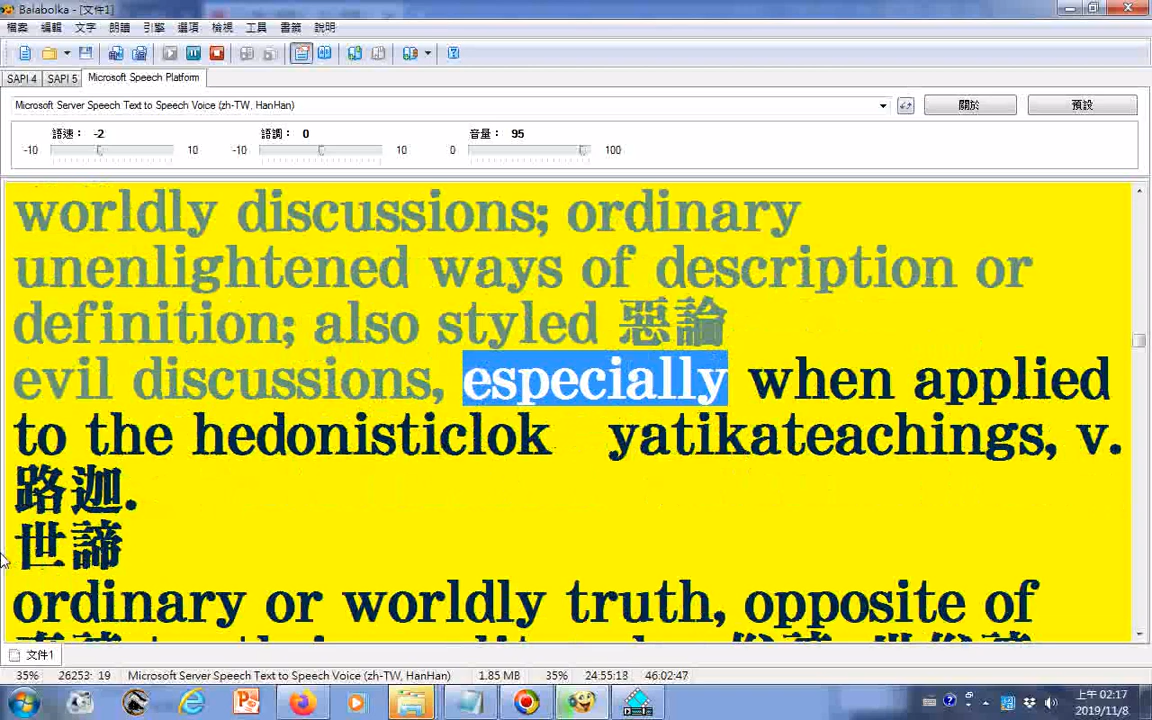 Balabolka - [文件1]
檔案 編輯 文字 朗讀 引擎 選項 檢視 工具 書籤 說明
SAPI 4 SAPI 5 Microsoft Speech Platform
Microsoft Server Speech Text to Speech Voice (zh-TW, HanHan) 關於 預設
語速： -2 語調： 0 音量： 95
-10 10 -10 10 0 100
worldly discussions; ordinary
unenlightened ways of description or
definition; also styled 惡論
evil discussions, especially when applied
to the hedonisticlok yatikateachings, v.
路迦.
世諦
ordinary or worldly truth, opposite of
文件1
35% 26253: 19 Microsoft Server Speech Text to Speech Voice (zh-TW, HanHan) 1.85 MB 35% 24:55:13 46:02:47
上午 02:17
2019/11/8